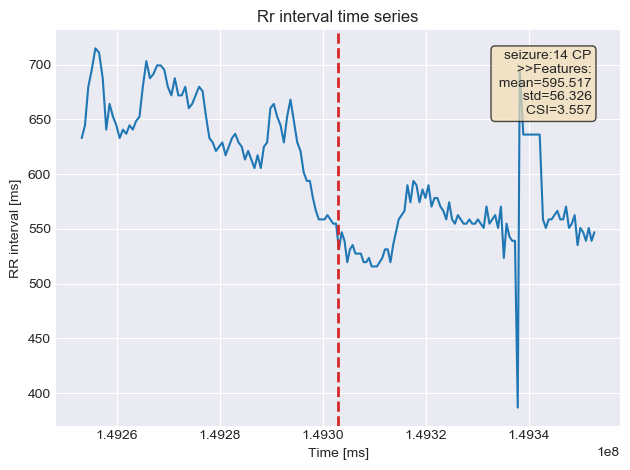 Rr interval time series
seizure:14 CP
>>Features:
mean=595.517
std=56.326
CSI=3.557
RR interval [ms]
700
650
600
550
500
450
400
1.4926
1.4928
1.4930
1.4932
1.4934
1e8
Time [ms]